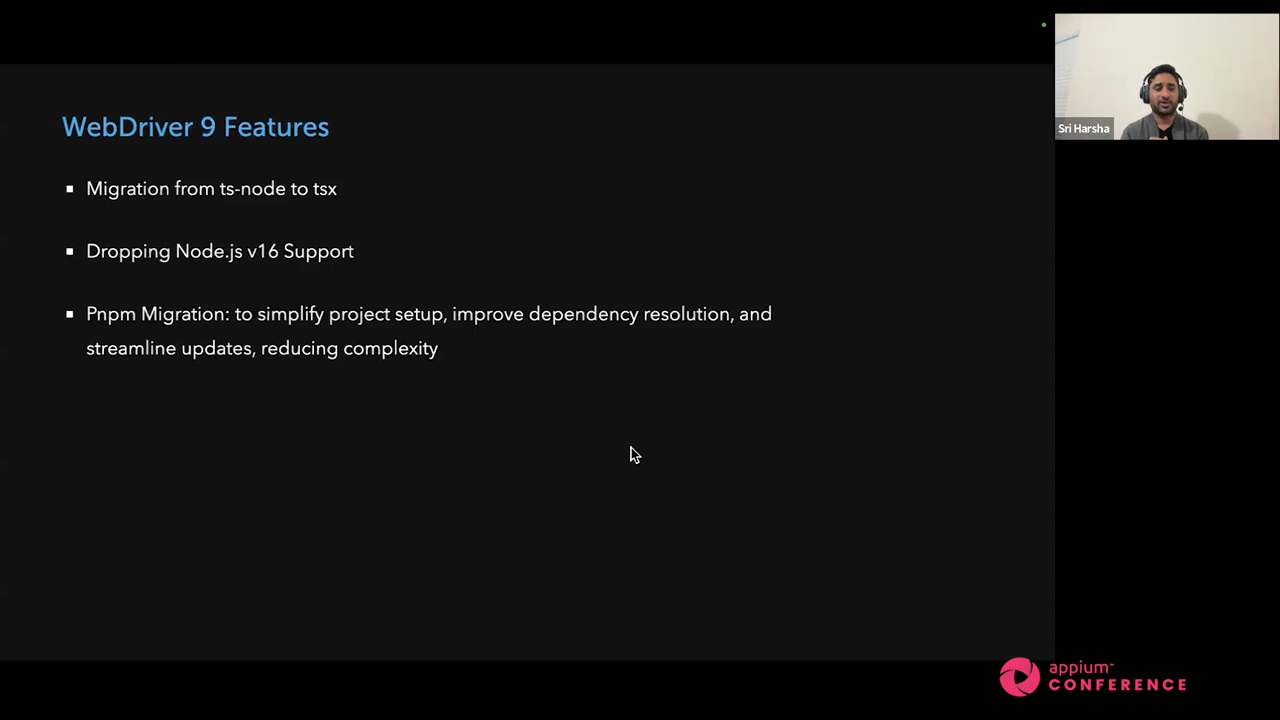 WebDriver 9 Features
Migration from ts-node to tsx
Dropping Node.js v16 Support
Pnpm Migration: to simplify project setup, improve dependency resolution, and
streamline updates, reducing complexity
Sri Harsha
appium
CONFERENCE